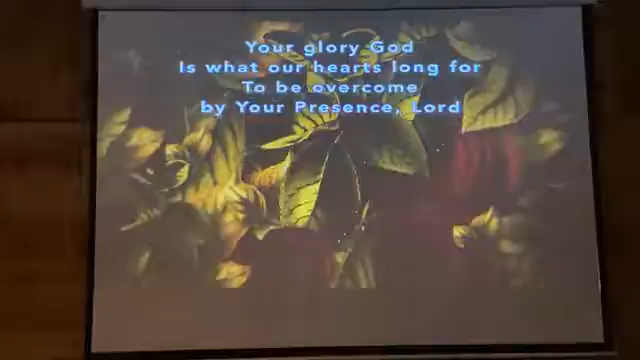 Your glory God
Is what our hearts long for
To be overcome
by Your Presence, Lord